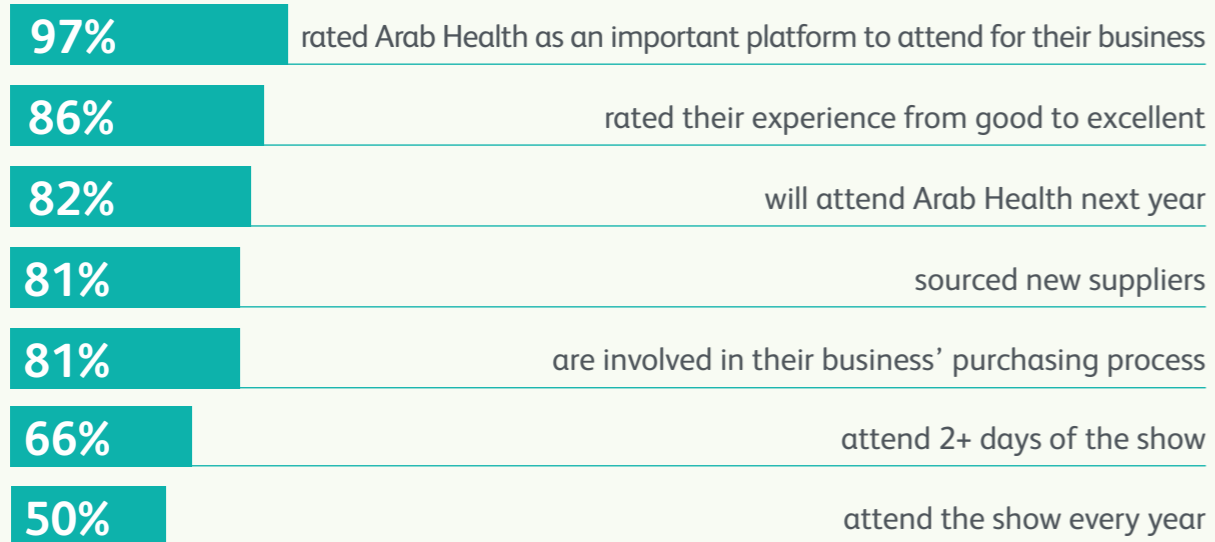 97% rated Arab Health as an important platform to attend for their business
86% rated their experience from good to excellent
82% will attend Arab Health next year
81% sourced new suppliers
81% are involved in their business’ purchasing process
66% attend 2+ days of the show
50% attend the show every year